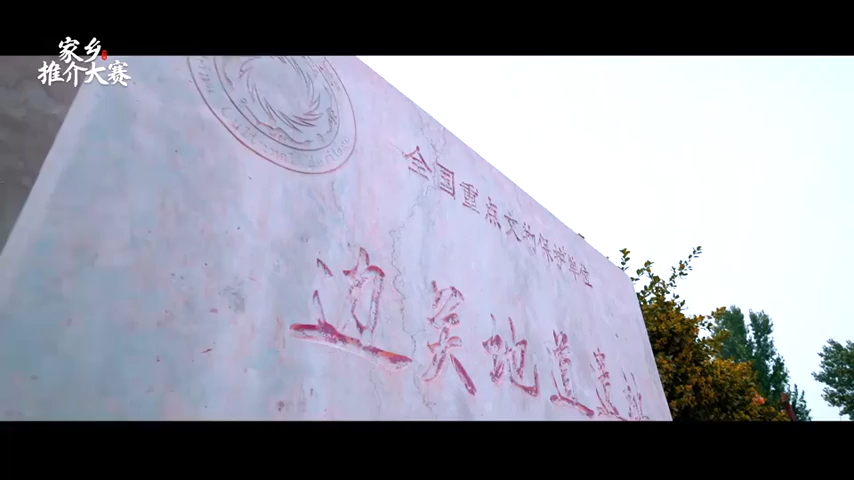 家乡
推介大赛
全国重点文物保护单位
边关地道遗址